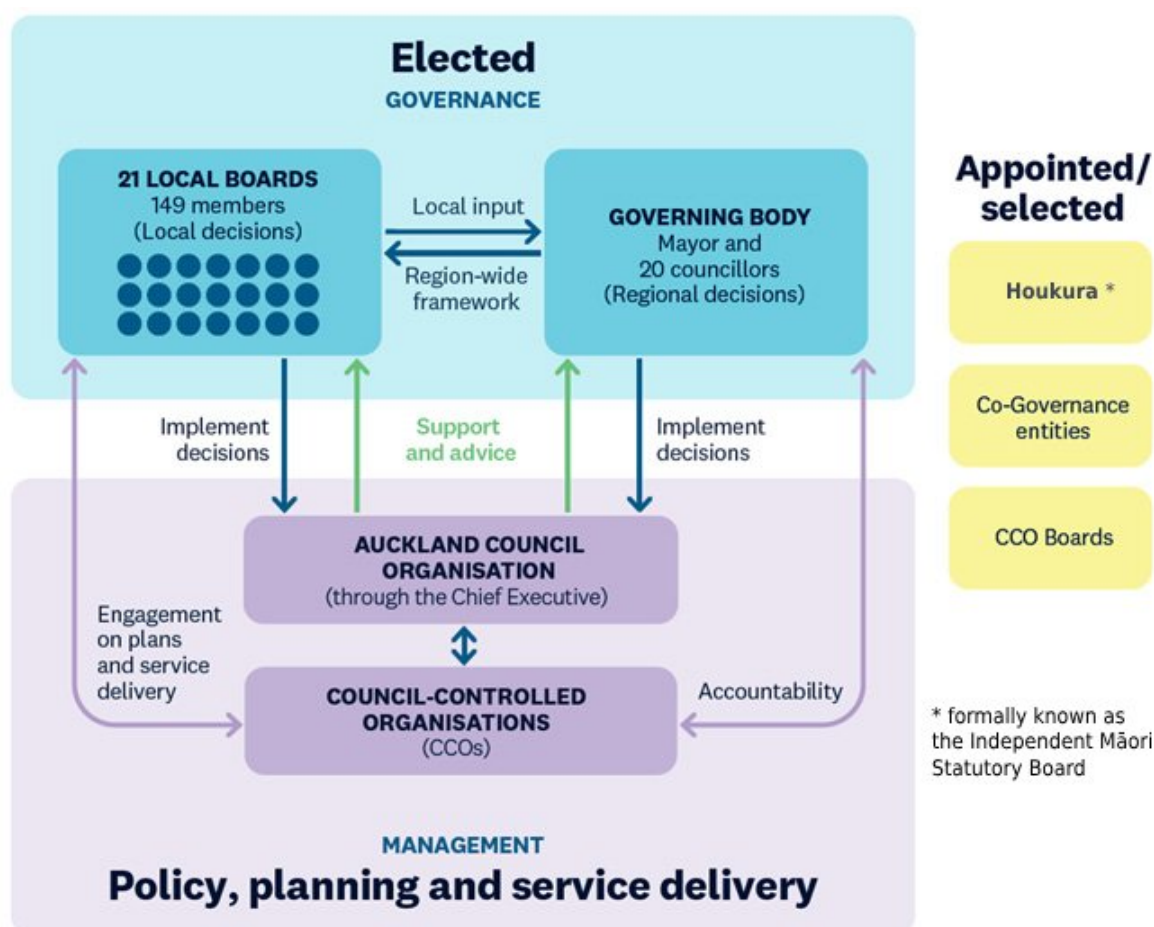 Elected
GOVERNANCE
21 LOCAL BOARDS
149 members
(Local decisions)
Local input
Region-wide
framework
GOVERNING BODY
Mayor and
20 councillors
(Regional decisions)
Implement
decisions
Support
and advice
Implement
decisions
AUCKLAND COUNCIL
ORGANISATION
(through the Chief Executive)
Engagement
on plans
and service
delivery
COUNCIL-CONTROLLED
ORGANISATIONS
(CCOs)
Accountability
MANAGEMENT
Policy, planning and service delivery
Appointed/
selected
Houkura *
Co-Governance
entities
CCO Boards
* formally known as
the Independent Māori
Statutory Board